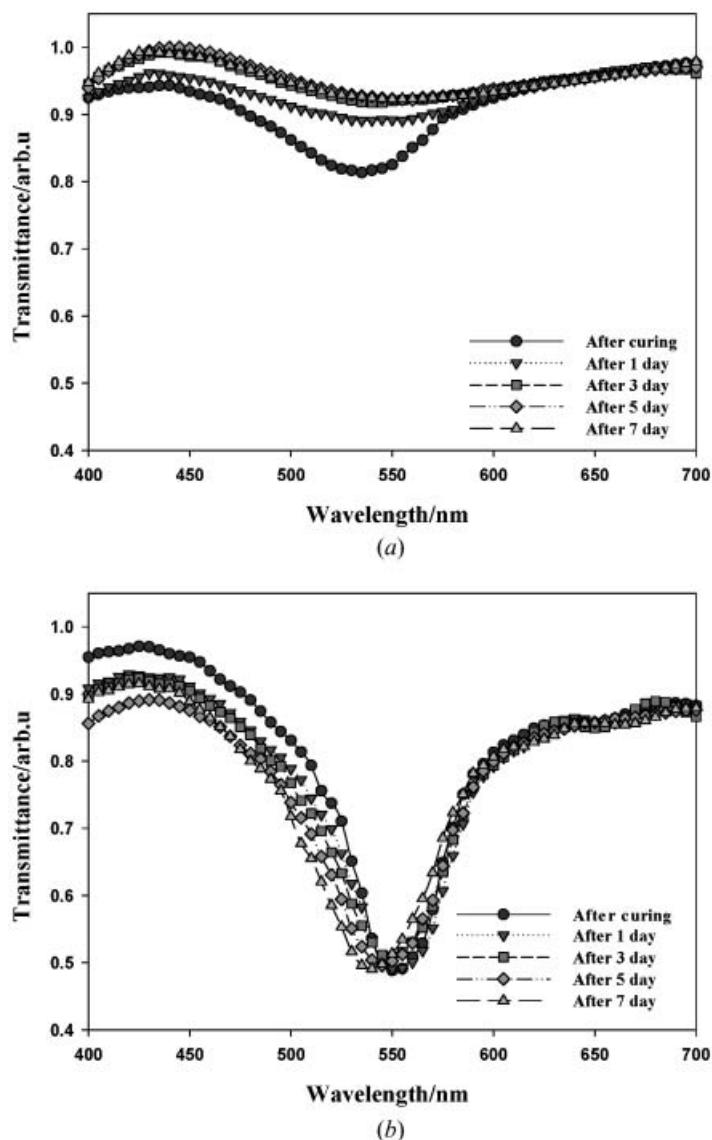 1.0
0.9
0.8
0.7
0.6
0.5
0.4
Transmittance/arb.u
After curing
After 1 day
After 3 day
After 5 day
After 7 day
400 450 500 550 600 650 700
Wavelength/nm
(a)
1.0
0.9
0.8
0.7
0.6
0.5
0.4
Transmittance/arb.u
After curing
After 1 day
After 3 day
After 5 day
After 7 day
400 450 500 550 600 650 700
Wavelength/nm
(b)